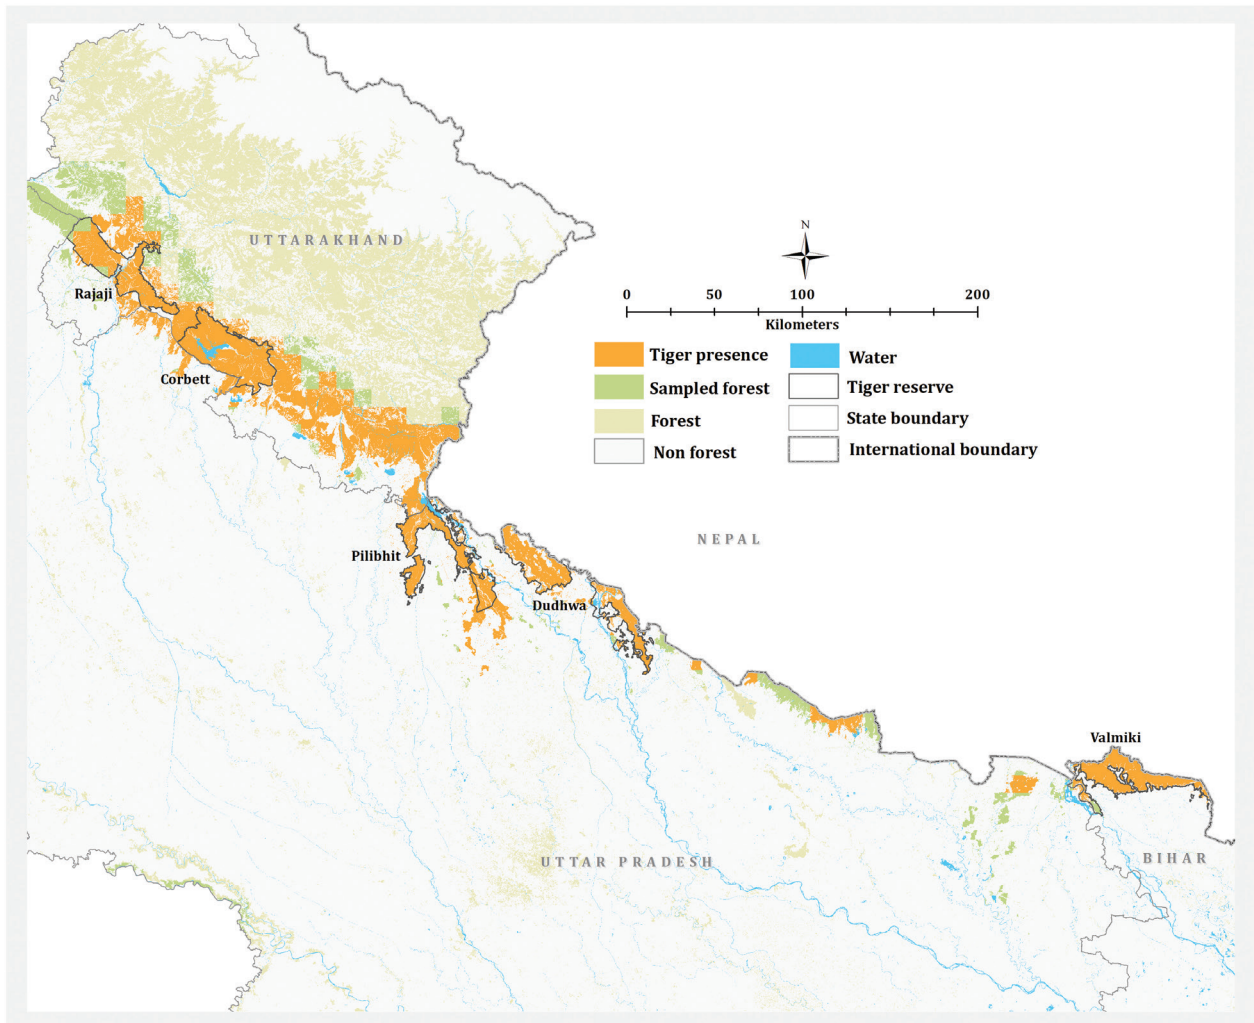 UTTARAKHAND
N
0 50 100 200
Kilometers
Rajaji
Tiger presence
Water
Corbett
Sampled forest
Tiger reserve
Forest
State boundary
Non forest
International boundary
NEPAL
Pilibhit
Dudhwa
Valmiki
UTTAR PRADESH
BIHAR